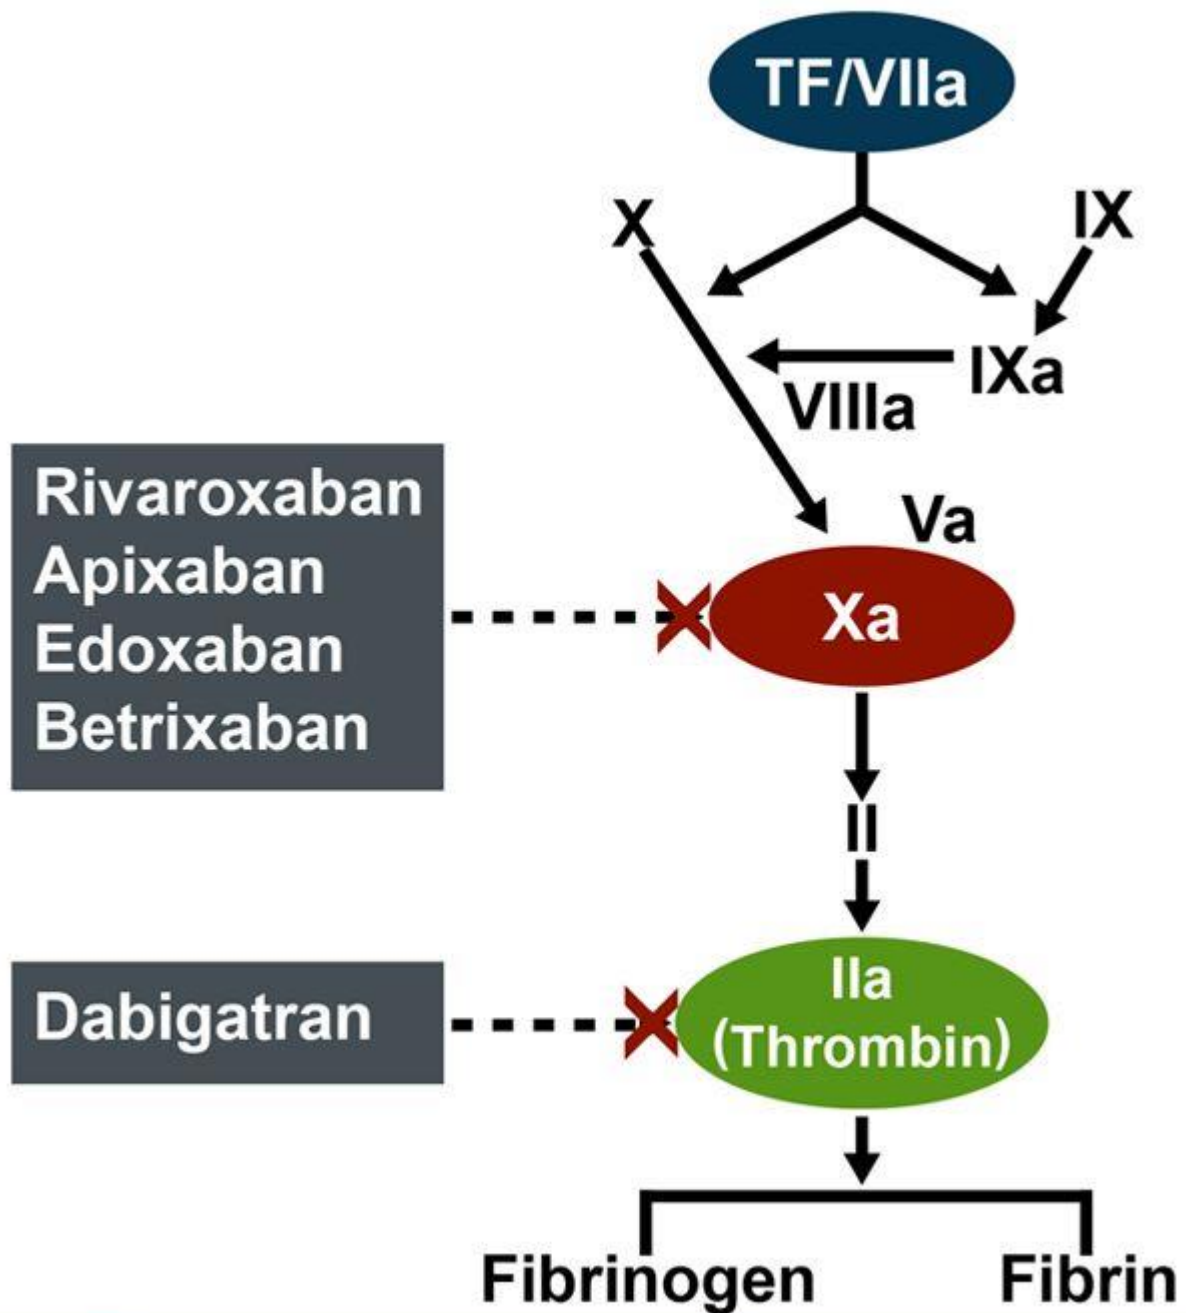 TF/VIIa
X
IX
IXa
VIIIa
Rivaroxaban
Apixaban
Edoxaban
Betrixaban
Va
Xa
II
Dabigatran
IIa
(Thrombin)
Fibrinogen
Fibrin